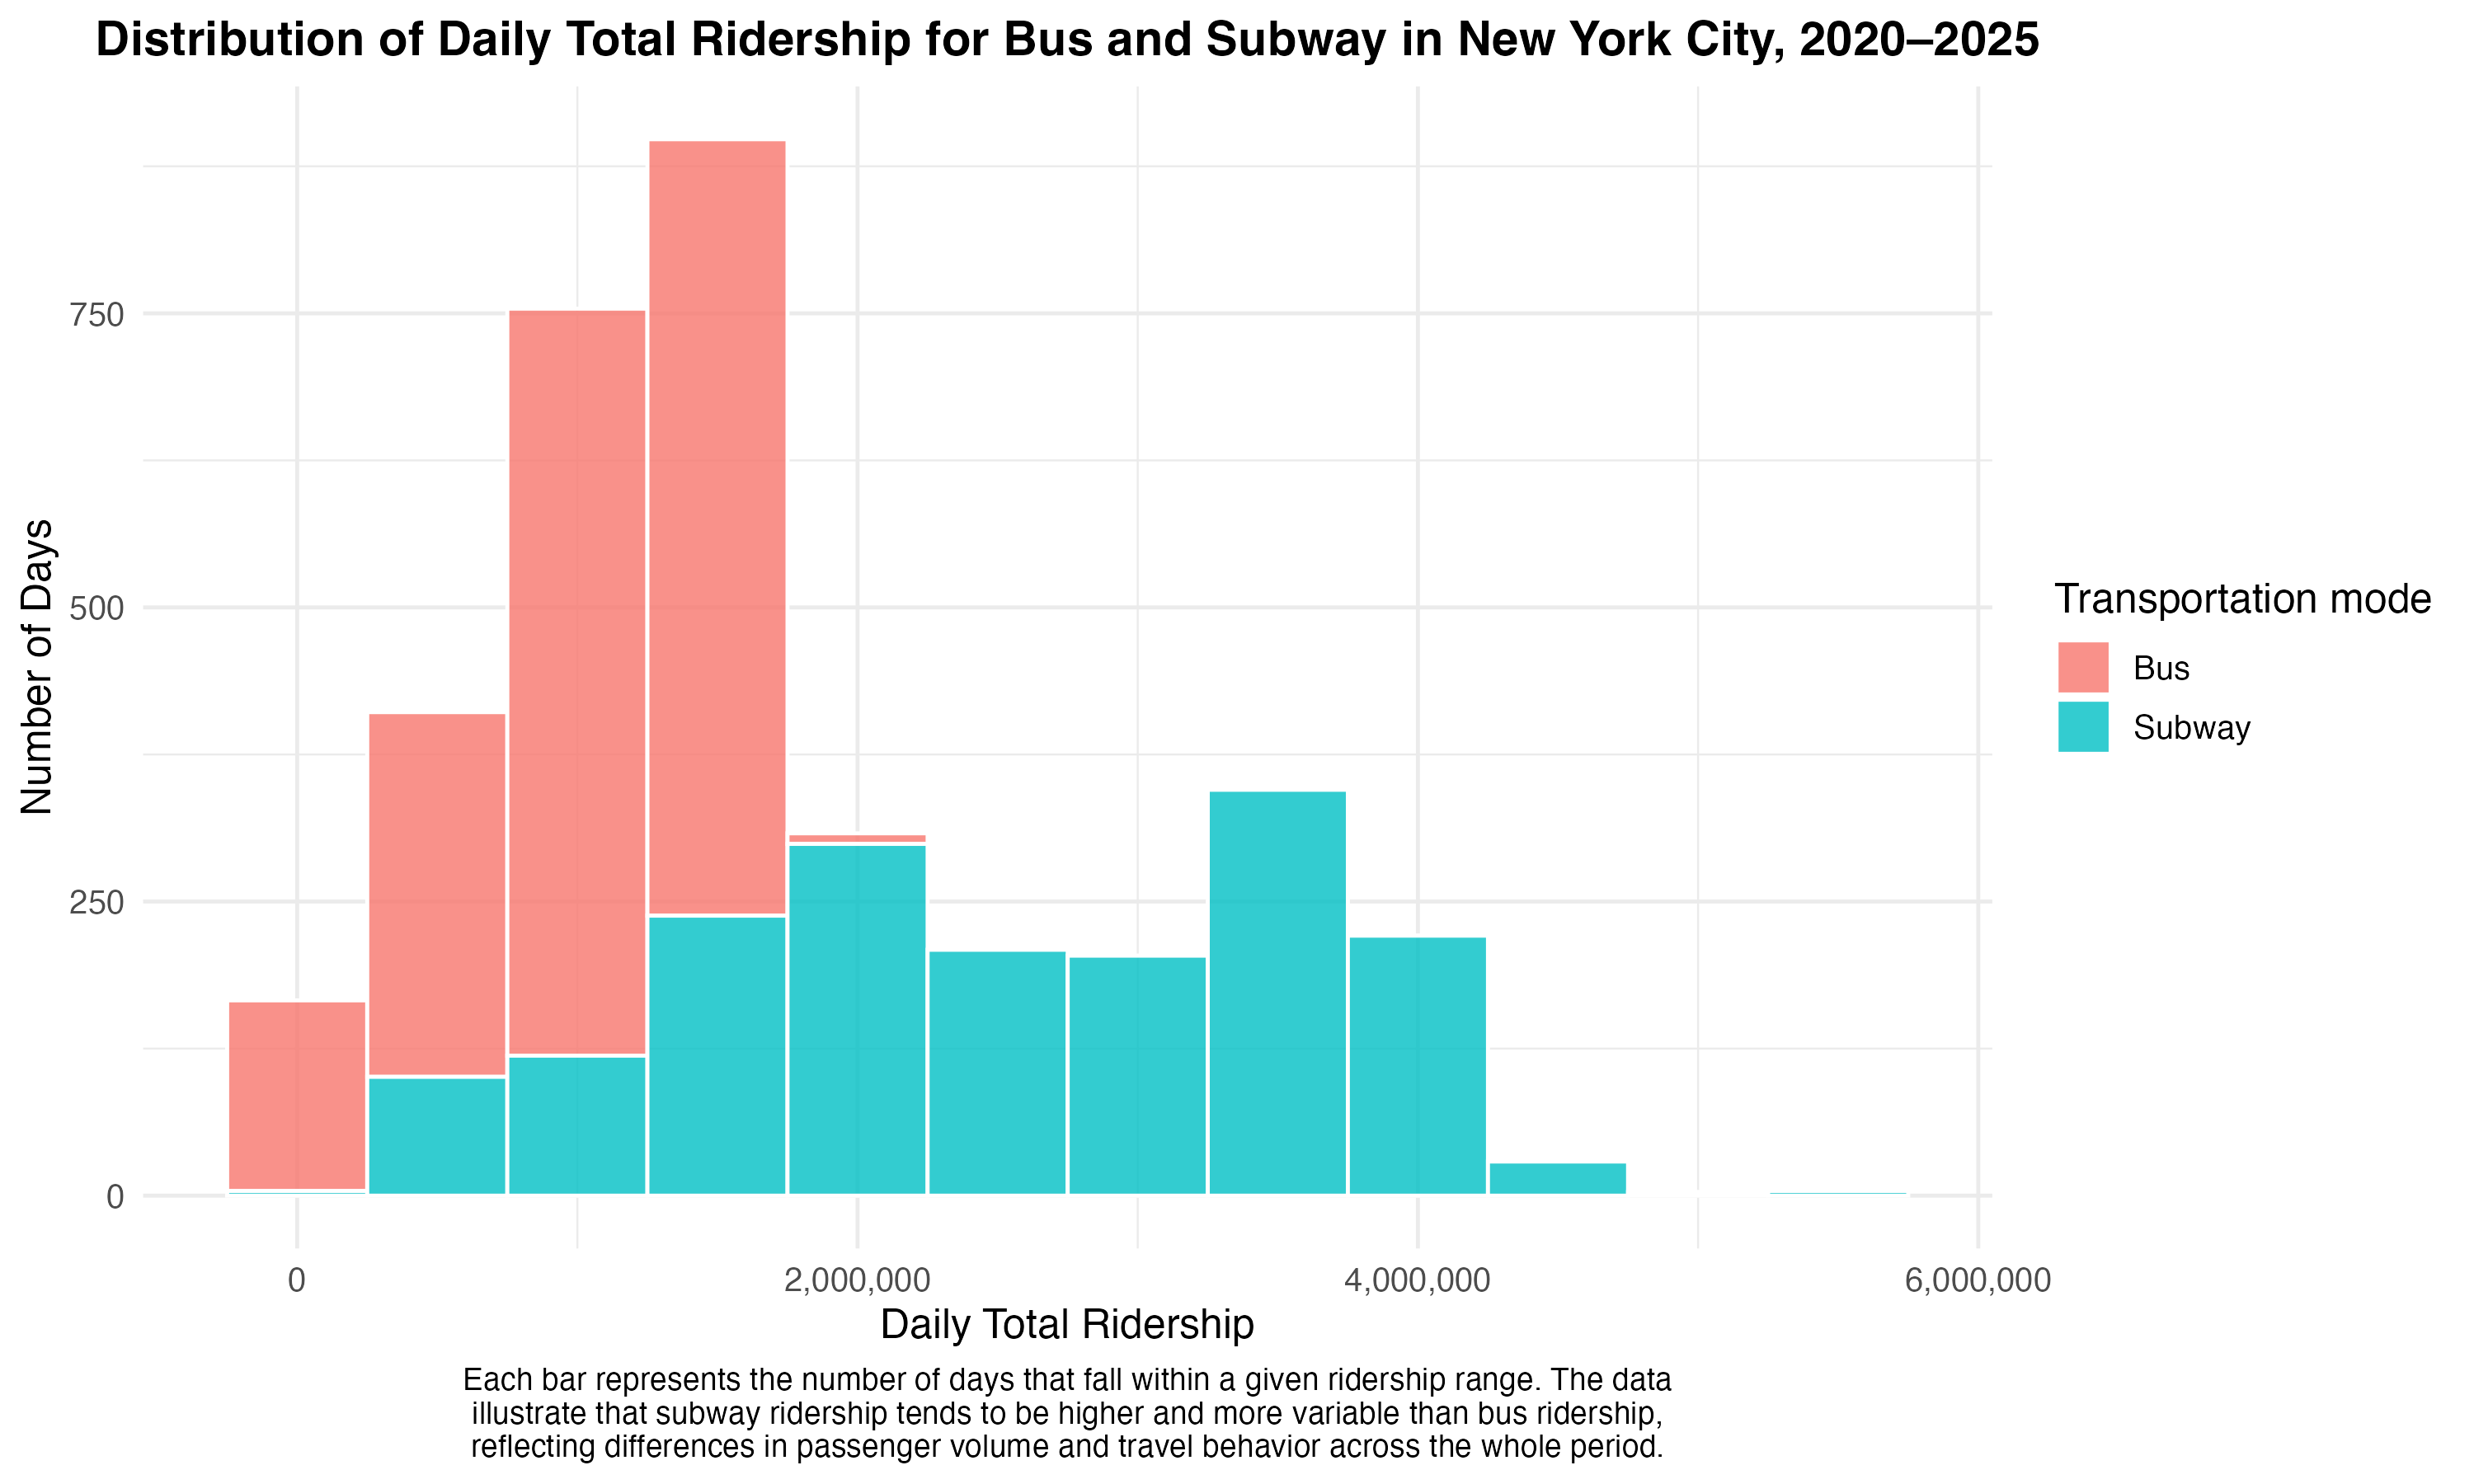 Distribution of Daily Total Ridership for Bus and Subway in New York City, 2020–2025
Number of Days
750
500
250
0
0
2,000,000
4,000,000
6,000,000
Daily Total Ridership
Transportation mode
Bus
Subway
Each bar represents the number of days that fall within a given ridership range. The data
illustrate that subway ridership tends to be higher and more variable than bus ridership,
reflecting differences in passenger volume and travel behavior across the whole period.